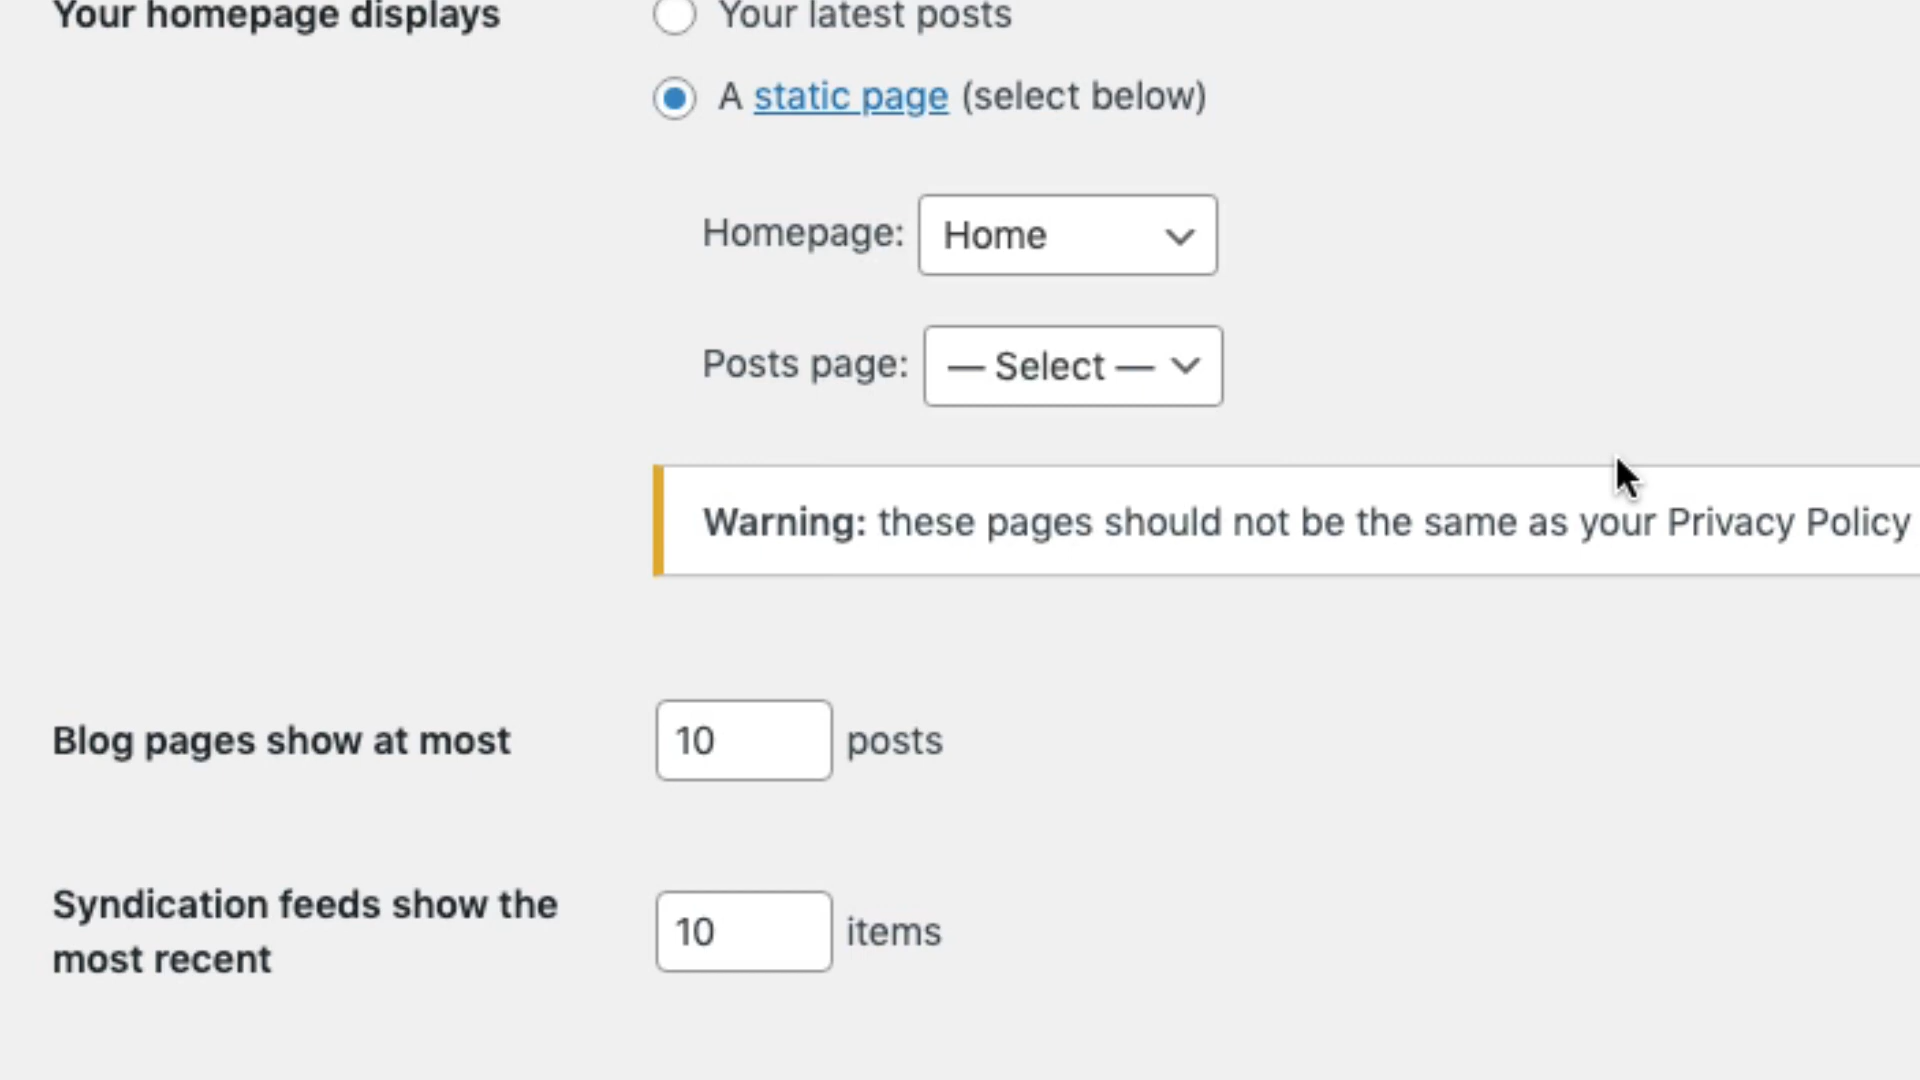 Your homepage displays
Your latest posts
A static page (select below)
Homepage: Home
Posts page: — Select —
Warning: these pages should not be the same as your Privacy Policy
Blog pages show at most 10 posts
Syndication feeds show the
most recent
10 items